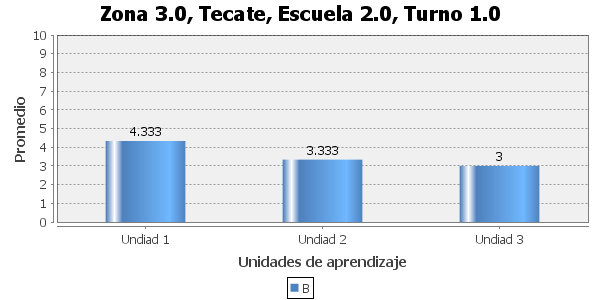 Zona 3.0, Tecate, Escuela 2.0, Turno 1.0
Promedio
10
9
8
7
6
5
4
3
2
1
0
4.333
3.333
3
Undiad 1
Undiad 2
Undiad 3
Unidades de aprendizaje
B